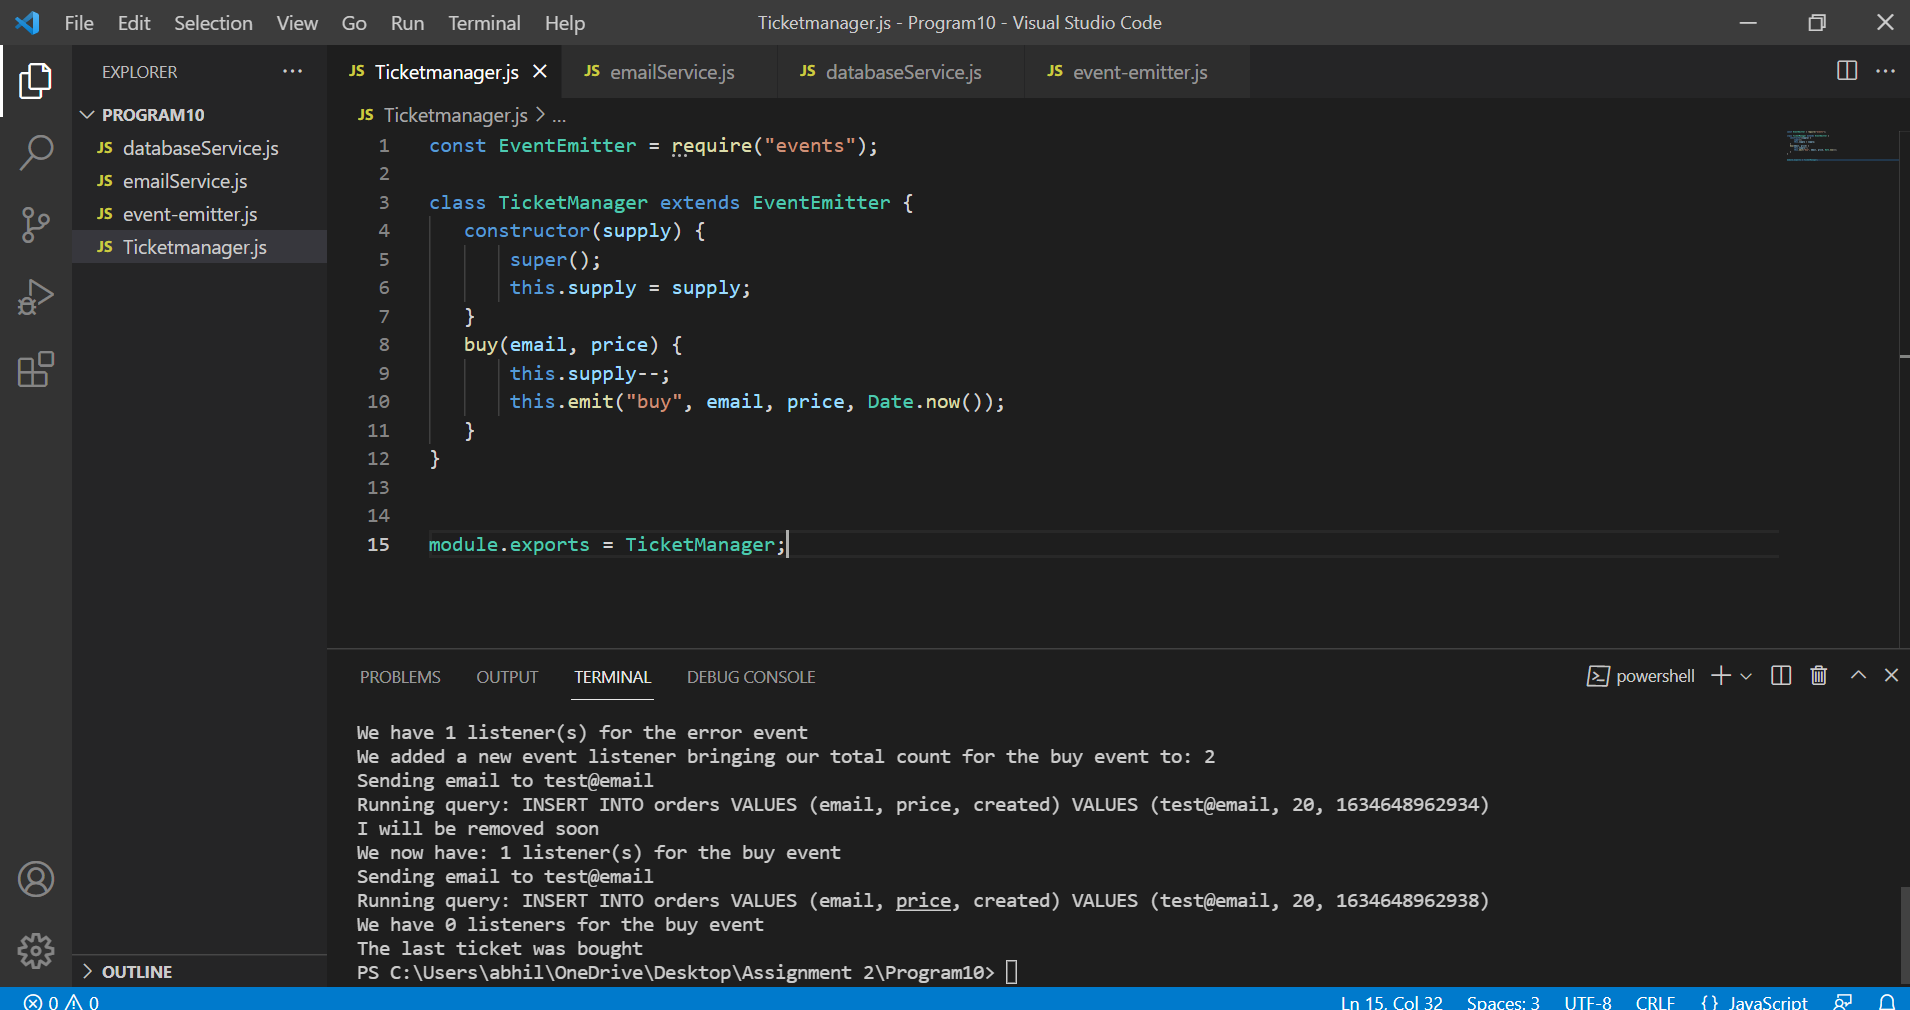 File Edit Selection View Go Run Terminal Help Ticketmanager.js - Program10 - Visual Studio Code
EXPLORER
PROGRAM10
JS databaseService.js
JS emailService.js
JS event-emitter.js
JS Ticketmanager.js
OUTLINE
JS Ticketmanager.js JS emailService.js JS databaseService.js JS event-emitter.js
JS Ticketmanager.js > ...
1 const EventEmitter = require("events");
2
3 class TicketManager extends EventEmitter {
4 constructor(supply) {
5 super();
6 this.supply = supply;
7 }
8 buy(email, price) {
9 this.supply--;
10 this.emit("buy", email, price, Date.now());
11 }
12 }
13
14
15 module.exports = TicketManager;
PROBLEMS OUTPUT TERMINAL DEBUG CONSOLE powershell
We have 1 listener(s) for the error event
We added a new event listener bringing our total count for the buy event to: 2
Sending email to test@email
Running query: INSERT INTO orders VALUES (email, price, created) VALUES (test@email, 20, 1634648962934)
I will be removed soon
We now have: 1 listener(s) for the buy event
Sending email to test@email
Running query: INSERT INTO orders VALUES (email, price, created) VALUES (test@email, 20, 1634648962938)
We have 0 listeners for the buy event
The last ticket was bought
PS C:\Users\abhil\OneDrive\Desktop\Assignment 2\Program10>
0 0 Ln 15, Col 32 Spaces: 3 UTF-8 CRLF {} JavaScript